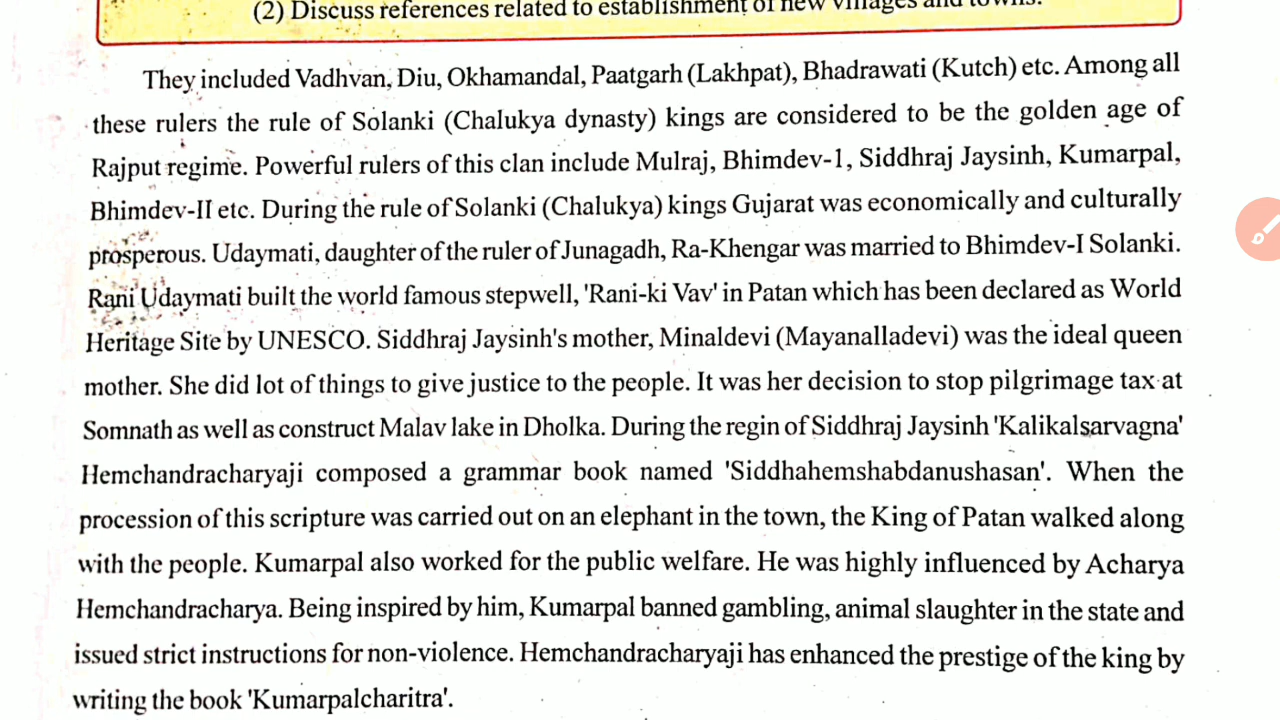 (2) Discuss references related to establishment of new villages and towns.
They included Vadhvan, Diu, Okhamandal, Paatgarh (Lakhpat), Bhadrawati (Kutch) etc. Among all
these rulers the rule of Solanki (Chalukya dynasty) kings are considered to be the golden age of
Rajput regime. Powerful rulers of this clan include Mulraj, Bhimdev-1, Siddhraj Jaysinh, Kumarpal,
Bhimdev-II etc. During the rule of Solanki (Chalukya) kings Gujarat was economically and culturally
prosperous. Udaymati, daughter of the ruler of Junagadh, Ra-Khengar was married to Bhimdev-I Solanki.
Rani Udaymati built the world famous stepwell, 'Rani-ki Vav' in Patan which has been declared as World
Heritage Site by UNESCO. Siddhraj Jaysinh's mother, Minaldevi (Mayanalladevi) was the ideal queen
mother. She did lot of things to give justice to the people. It was her decision to stop pilgrimage tax at
Somnath as well as construct Malav lake in Dholka. During the regin of Siddhraj Jaysinh 'Kalikalsarvagna'
Hemchandracharyaji composed a grammar book named 'Siddhahemshabdanushasan'. When the
procession of this scripture was carried out on an elephant in the town, the King of Patan walked along
with the people. Kumarpal also worked for the public welfare. He was highly influenced by Acharya
Hemchandracharya. Being inspired by him, Kumarpal banned gambling, animal slaughter in the state and
issued strict instructions for non-violence. Hemchandracharyaji has enhanced the prestige of the king by
writing the book 'Kumarpalcharitra'.